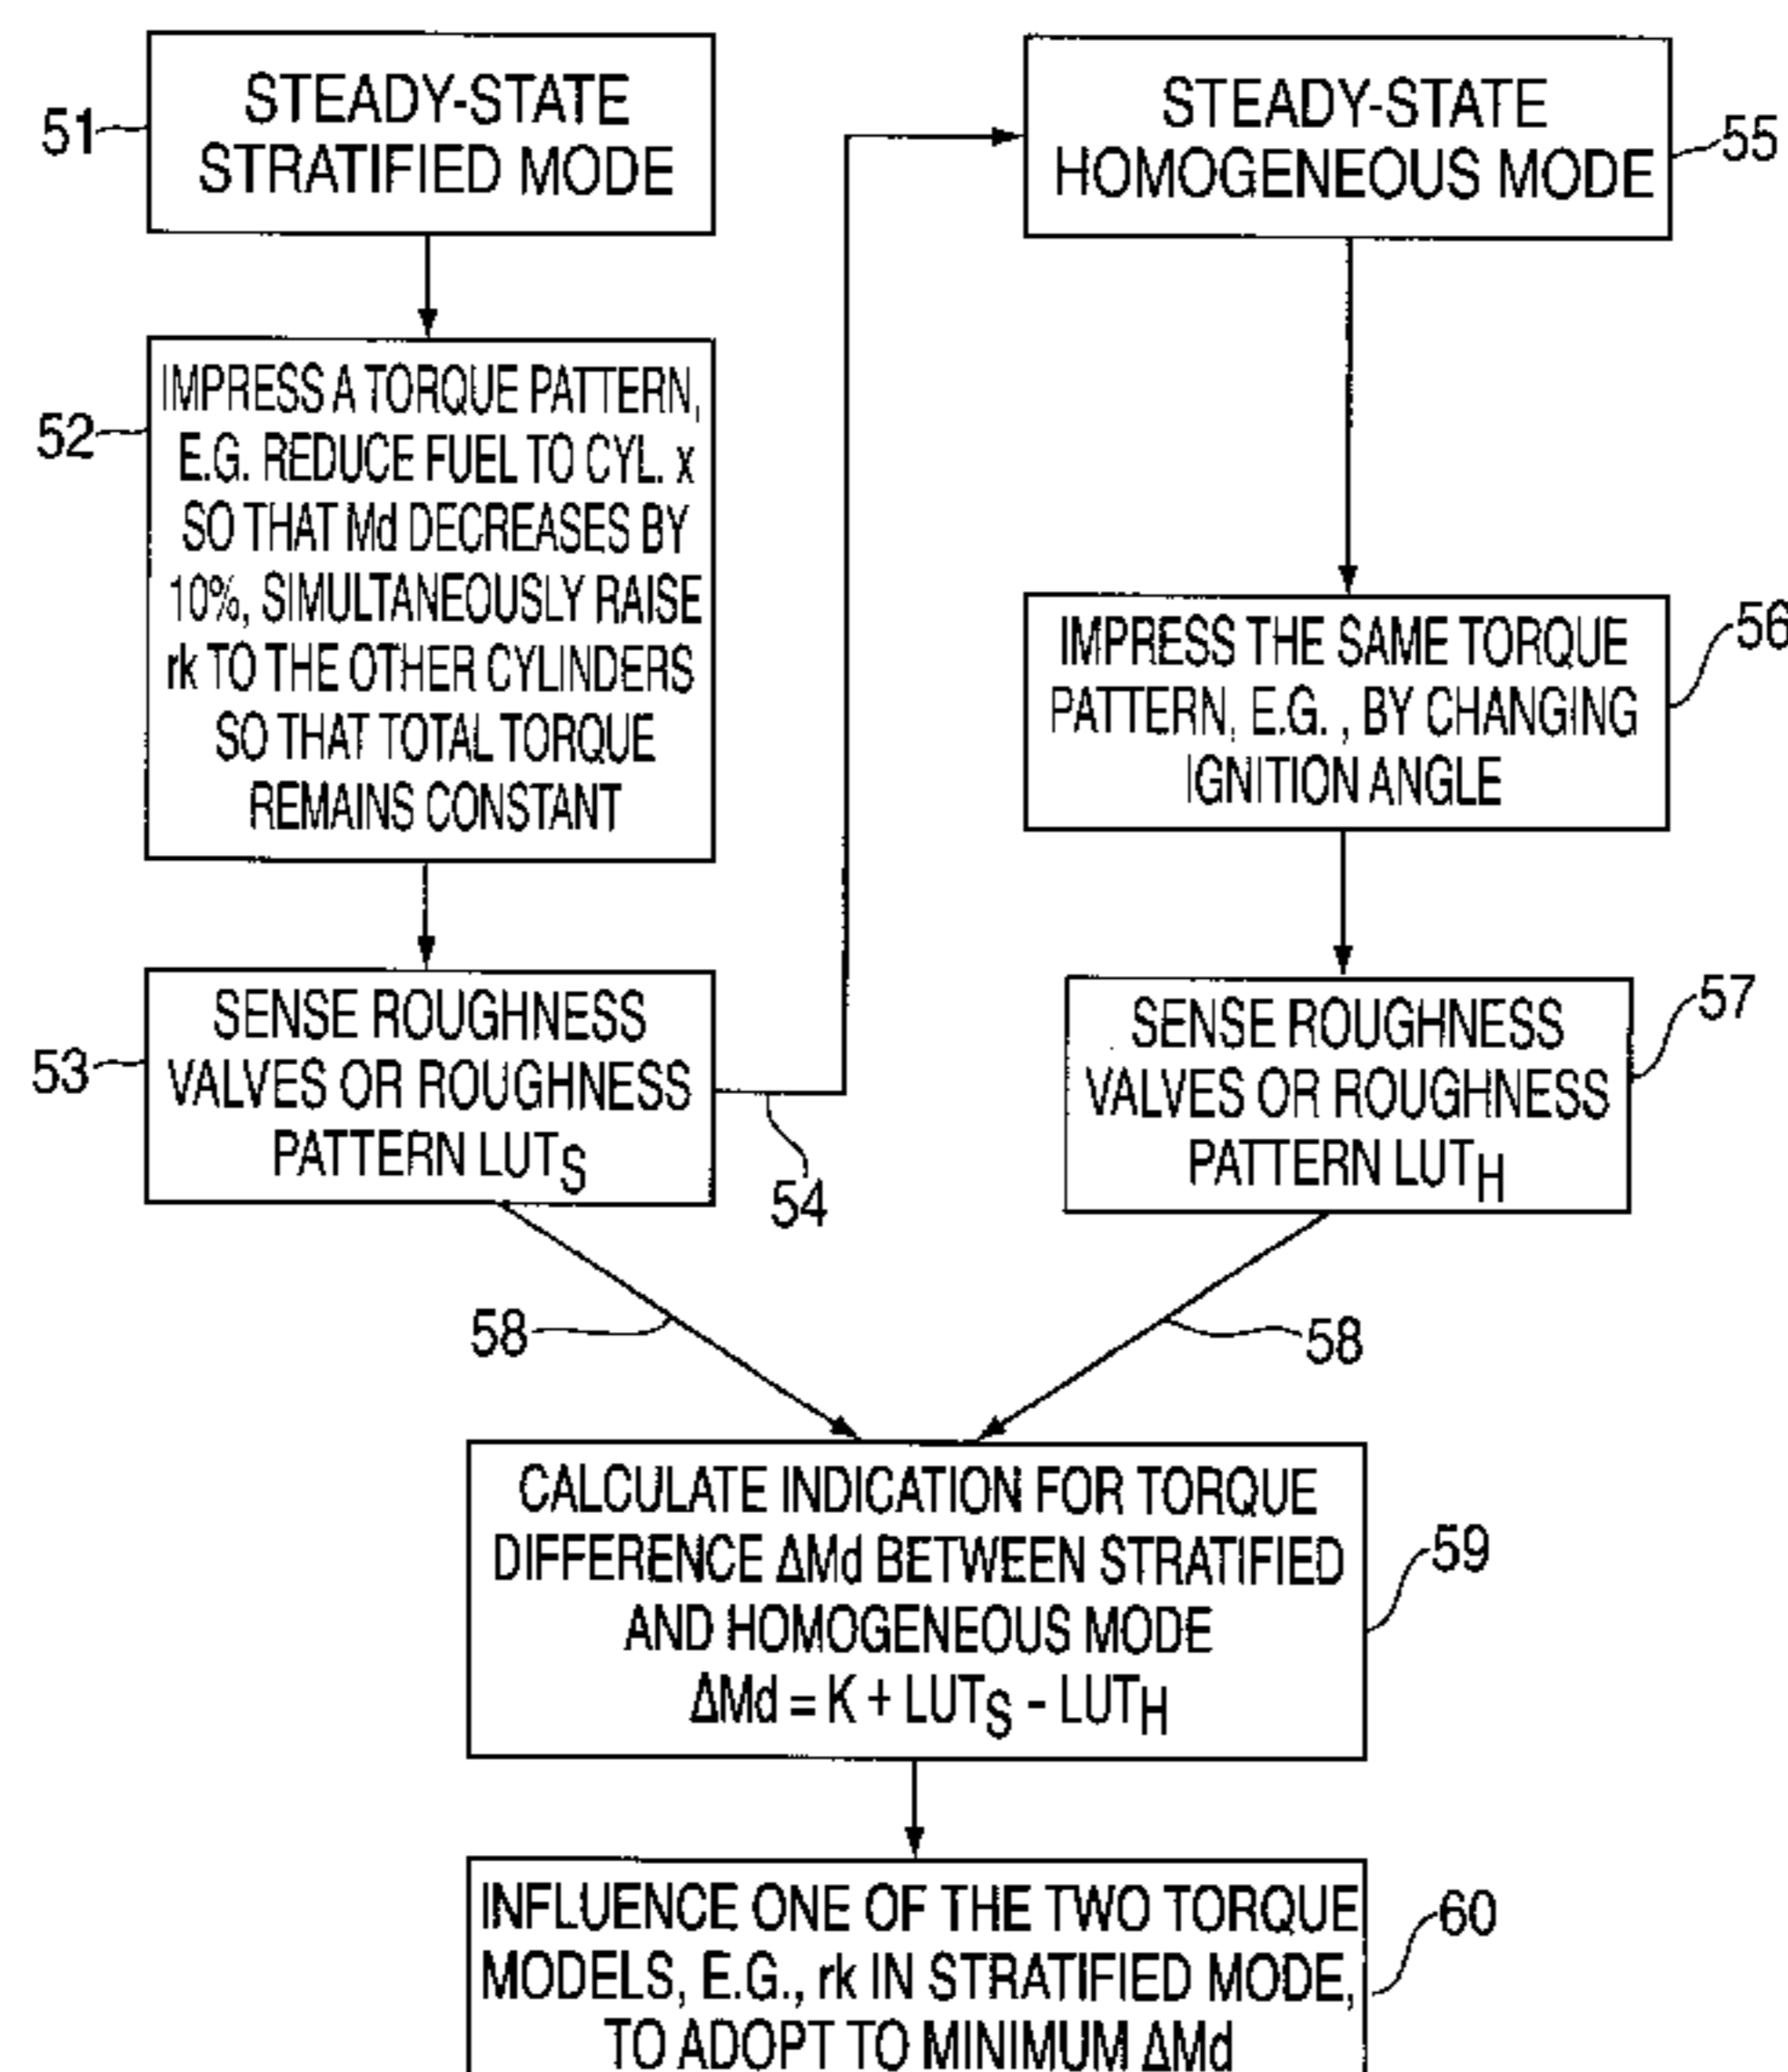 51
STEADY-STATE
STRATIFIED MODE
52
IMPRESS A TORQUE PATTERN,
E.G. REDUCE FUEL TO CYL. x
SO THAT Md DECREASES BY
10%, SIMULTANEOUSLY RAISE
rk TO THE OTHER CYLINDERS
SO THAT TOTAL TORQUE
REMAINS CONSTANT
53
SENSE ROUGHNESS
VALVES OR ROUGHNESS
PATTERN LUTS
54
STEADY-STATE
HOMOGENEOUS MODE
55
IMPRESS THE SAME TORQUE
PATTERN, E.G. , BY CHANGING
IGNITION ANGLE
56
SENSE ROUGHNESS
VALVES OR ROUGHNESS
PATTERN LUTH
57
58
58
CALCULATE INDICATION FOR TORQUE
DIFFERENCE ΔMd BETWEEN STRATIFIED
AND HOMOGENEOUS MODE
ΔMd = K + LUTS - LUTH
59
INFLUENCE ONE OF THE TWO TORQUE
MODELS, E.G., rk IN STRATIFIED MODE,
TO ADOPT TO MINIMUM ΔMd
60